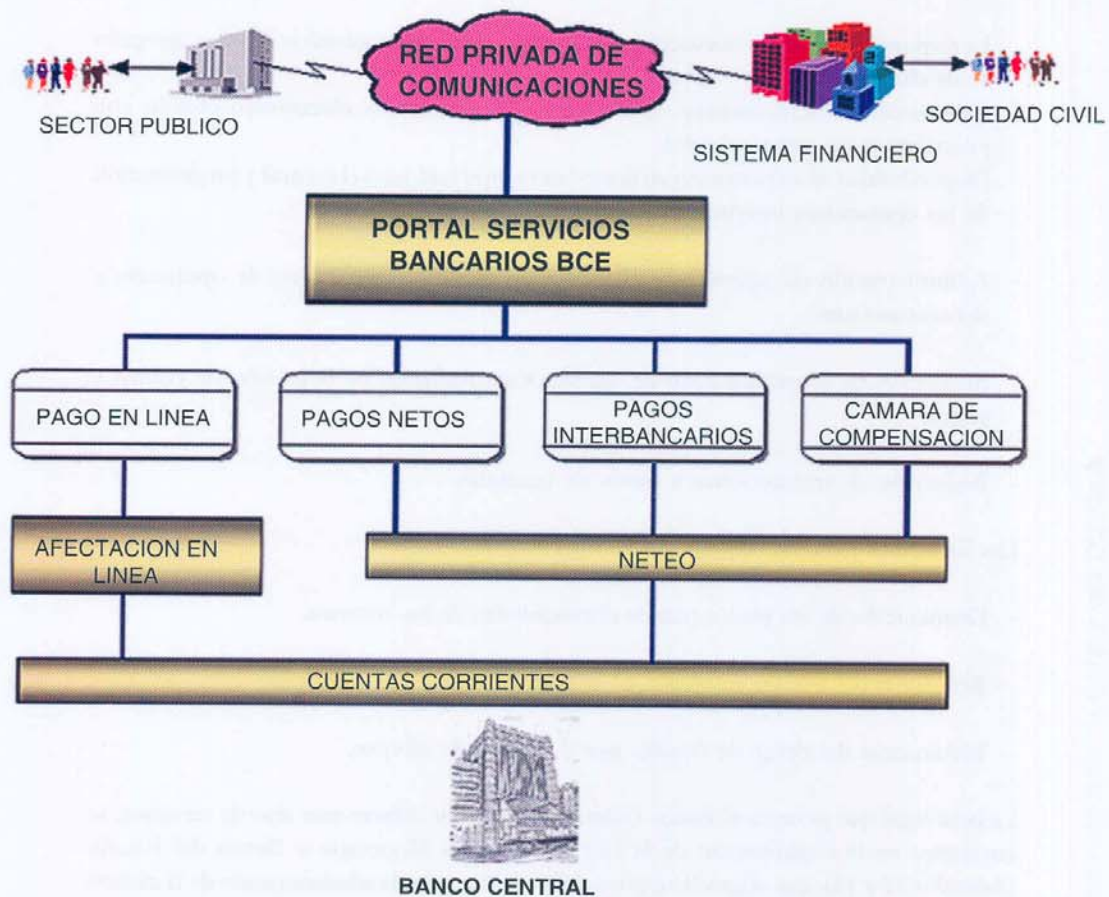 RED PRIVADA DE
COMUNICACIONES
SECTOR PUBLICO
SISTEMA FINANCIERO
SOCIEDAD CIVIL
PORTAL SERVICIOS
BANCARIOS BCE
PAGO EN LINEA
PAGOS NETOS
PAGOS
INTERBANCARIOS
CAMARA DE
COMPENSACION
AFECTACION EN
LINEA
NETEO
CUENTAS CORRIENTES
BANCO CENTRAL